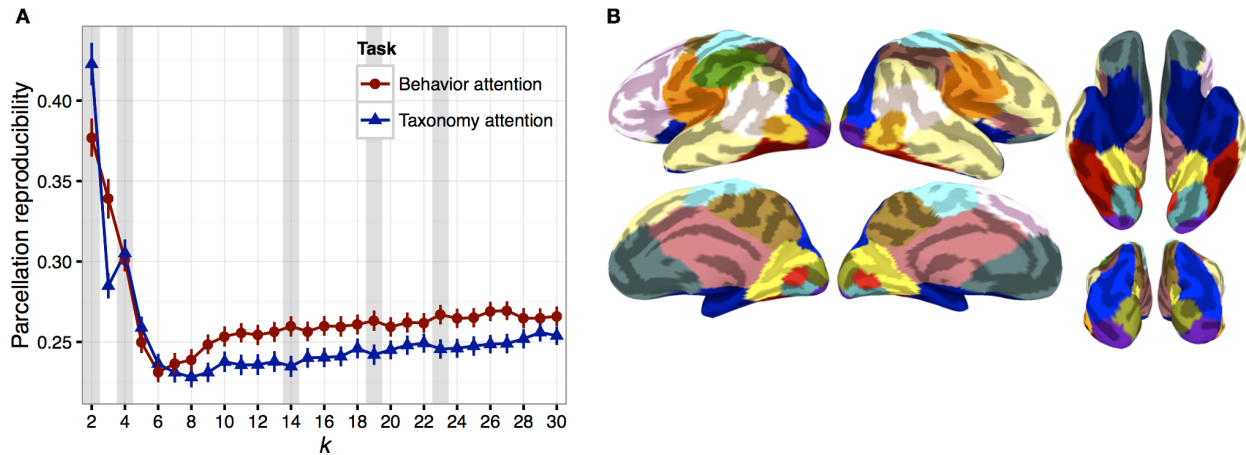 A
B
Parcellation reproducibility
0.40
0.35
0.30
0.25
Task
Behavior attention
Taxonomy attention
2 4 6 8 10 12 14 16 18 20 22 24 26 28 30
k